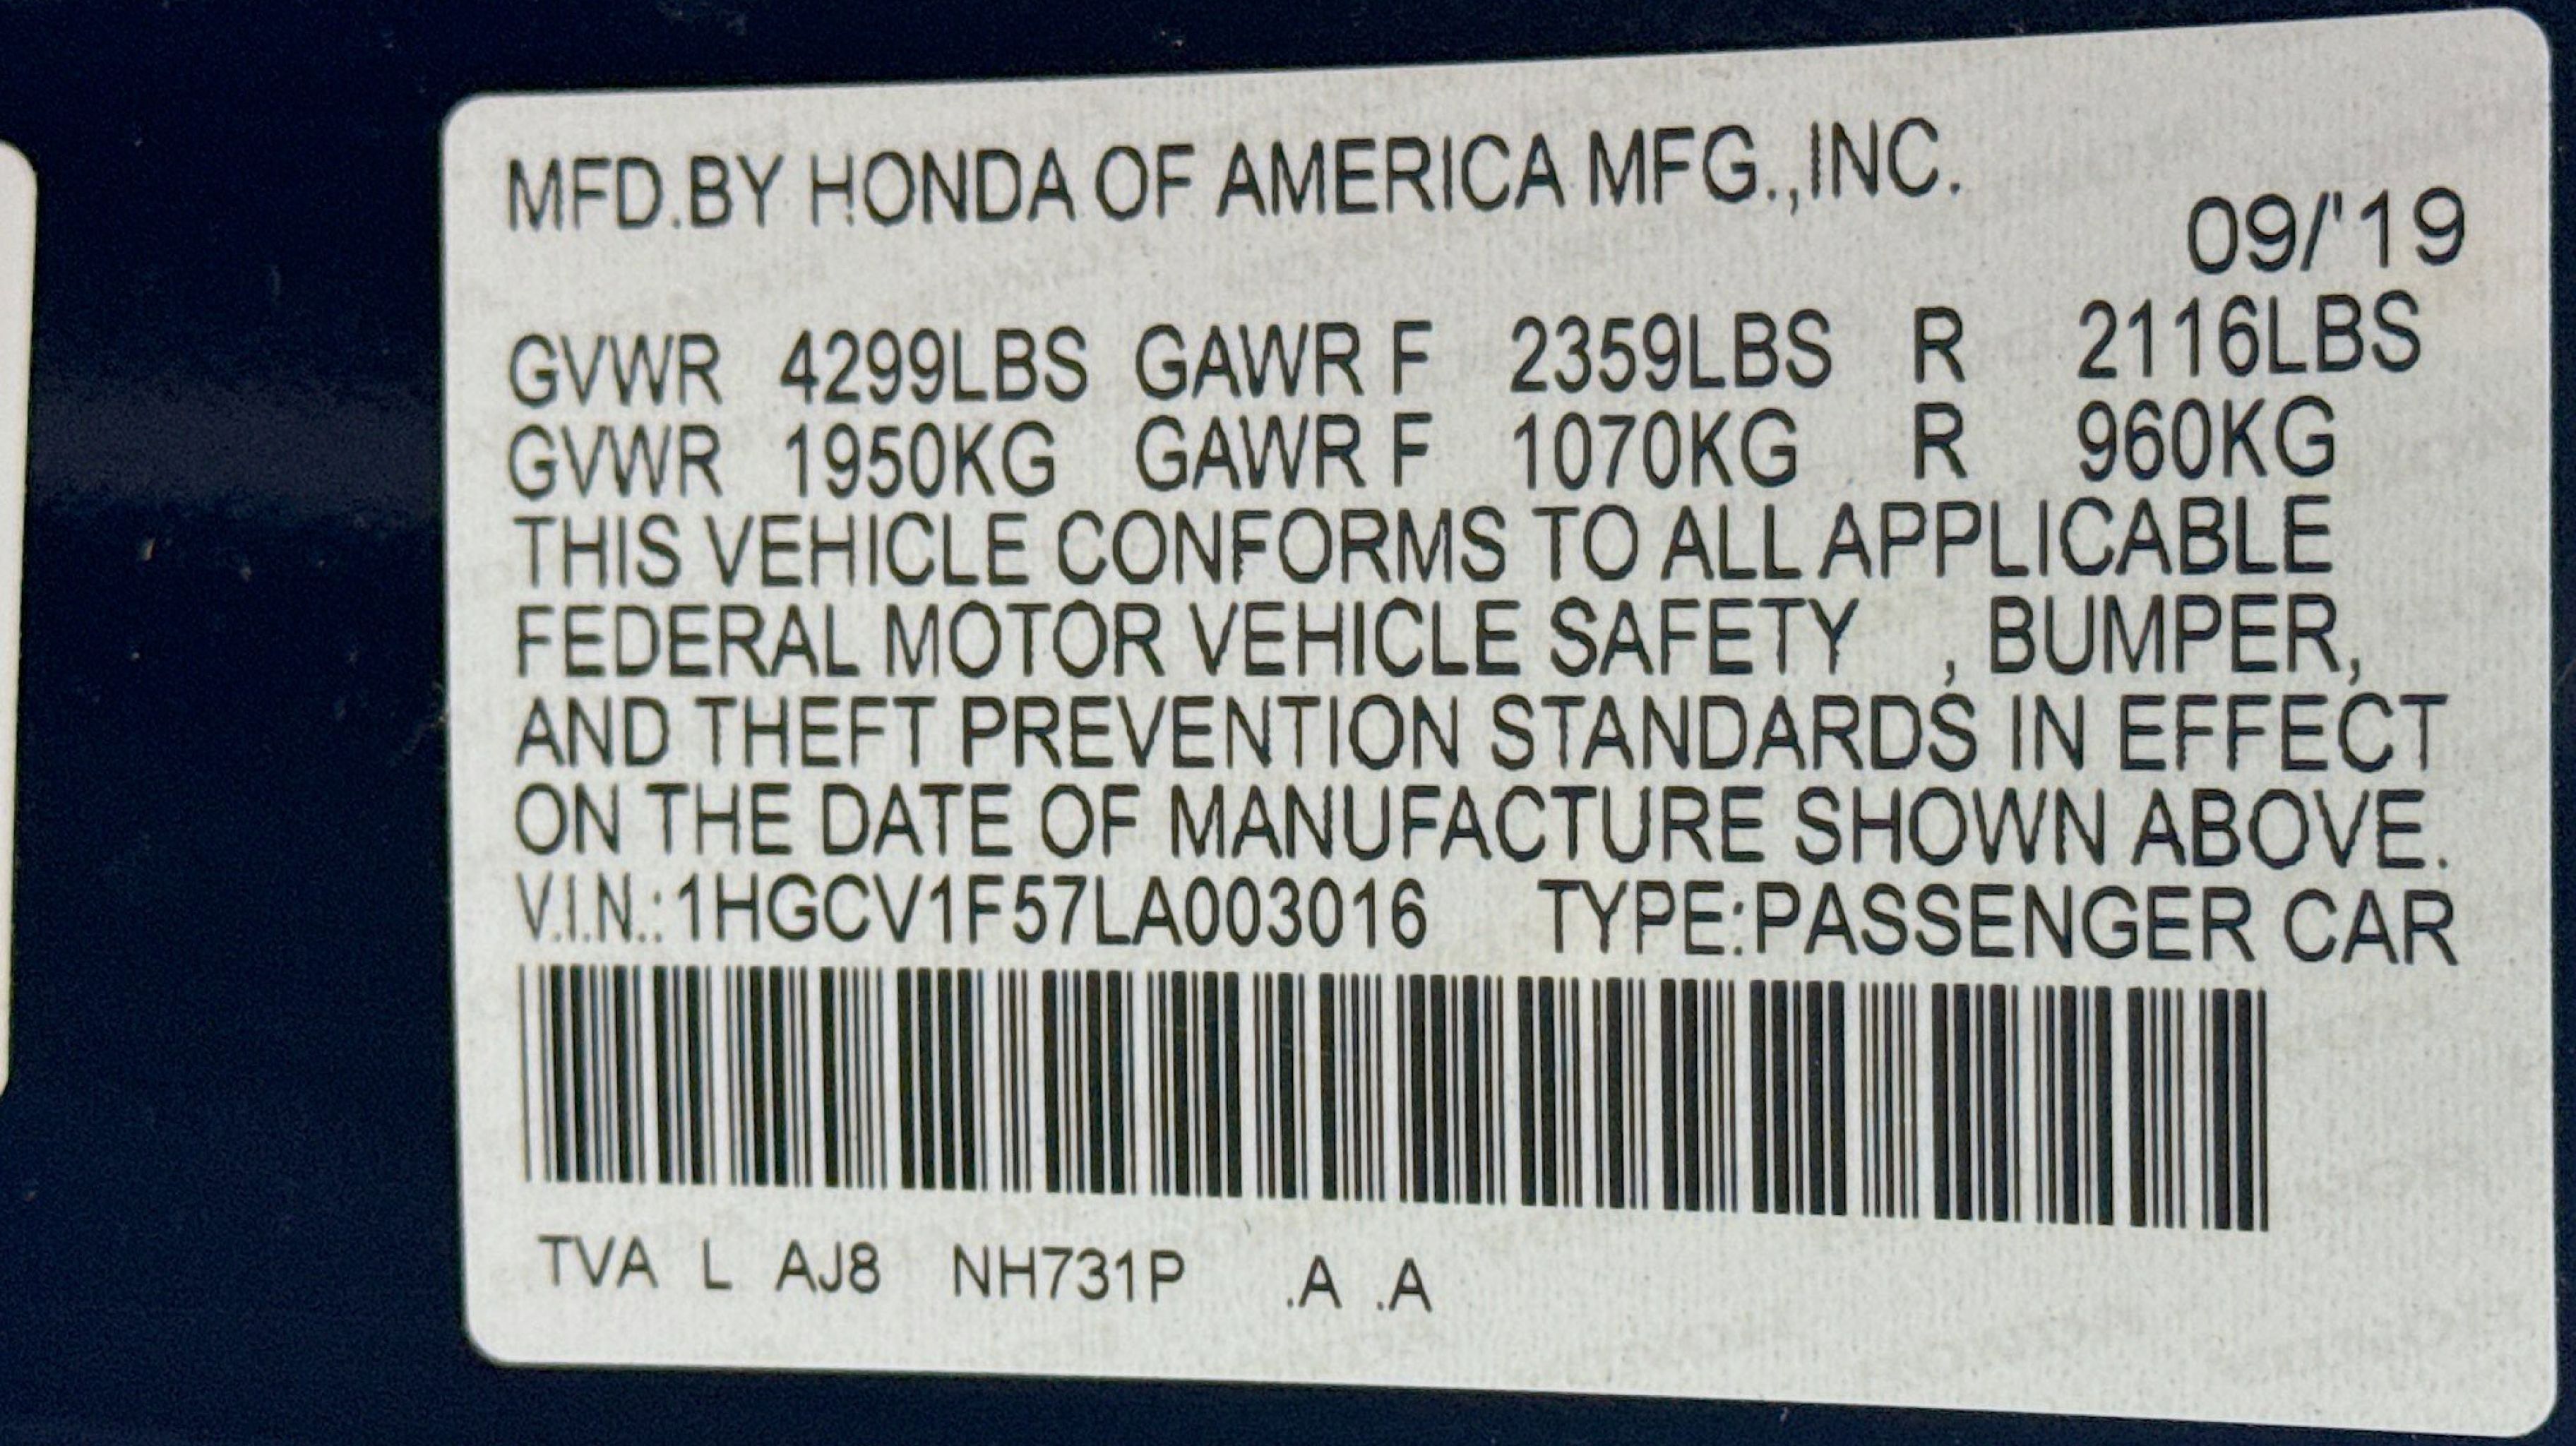 MFD.BY HONDA OF AMERICA MFG.,INC.
09/'19
GVWR 4299LBS GAWR F 2359LBS R 2116LBS
GVWR 1950KG GAWR F 1070KG R 960KG
THIS VEHICLE CONFORMS TO ALL APPLICABLE
FEDERAL MOTOR VEHICLE SAFETY , BUMPER,
AND THEFT PREVENTION STANDARDS IN EFFECT
ON THE DATE OF MANUFACTURE SHOWN ABOVE.
V.I.N.:1HGCV1F57LA003016 TYPE:PASSENGER CAR
TVA L AJ8 NH731P .A .A